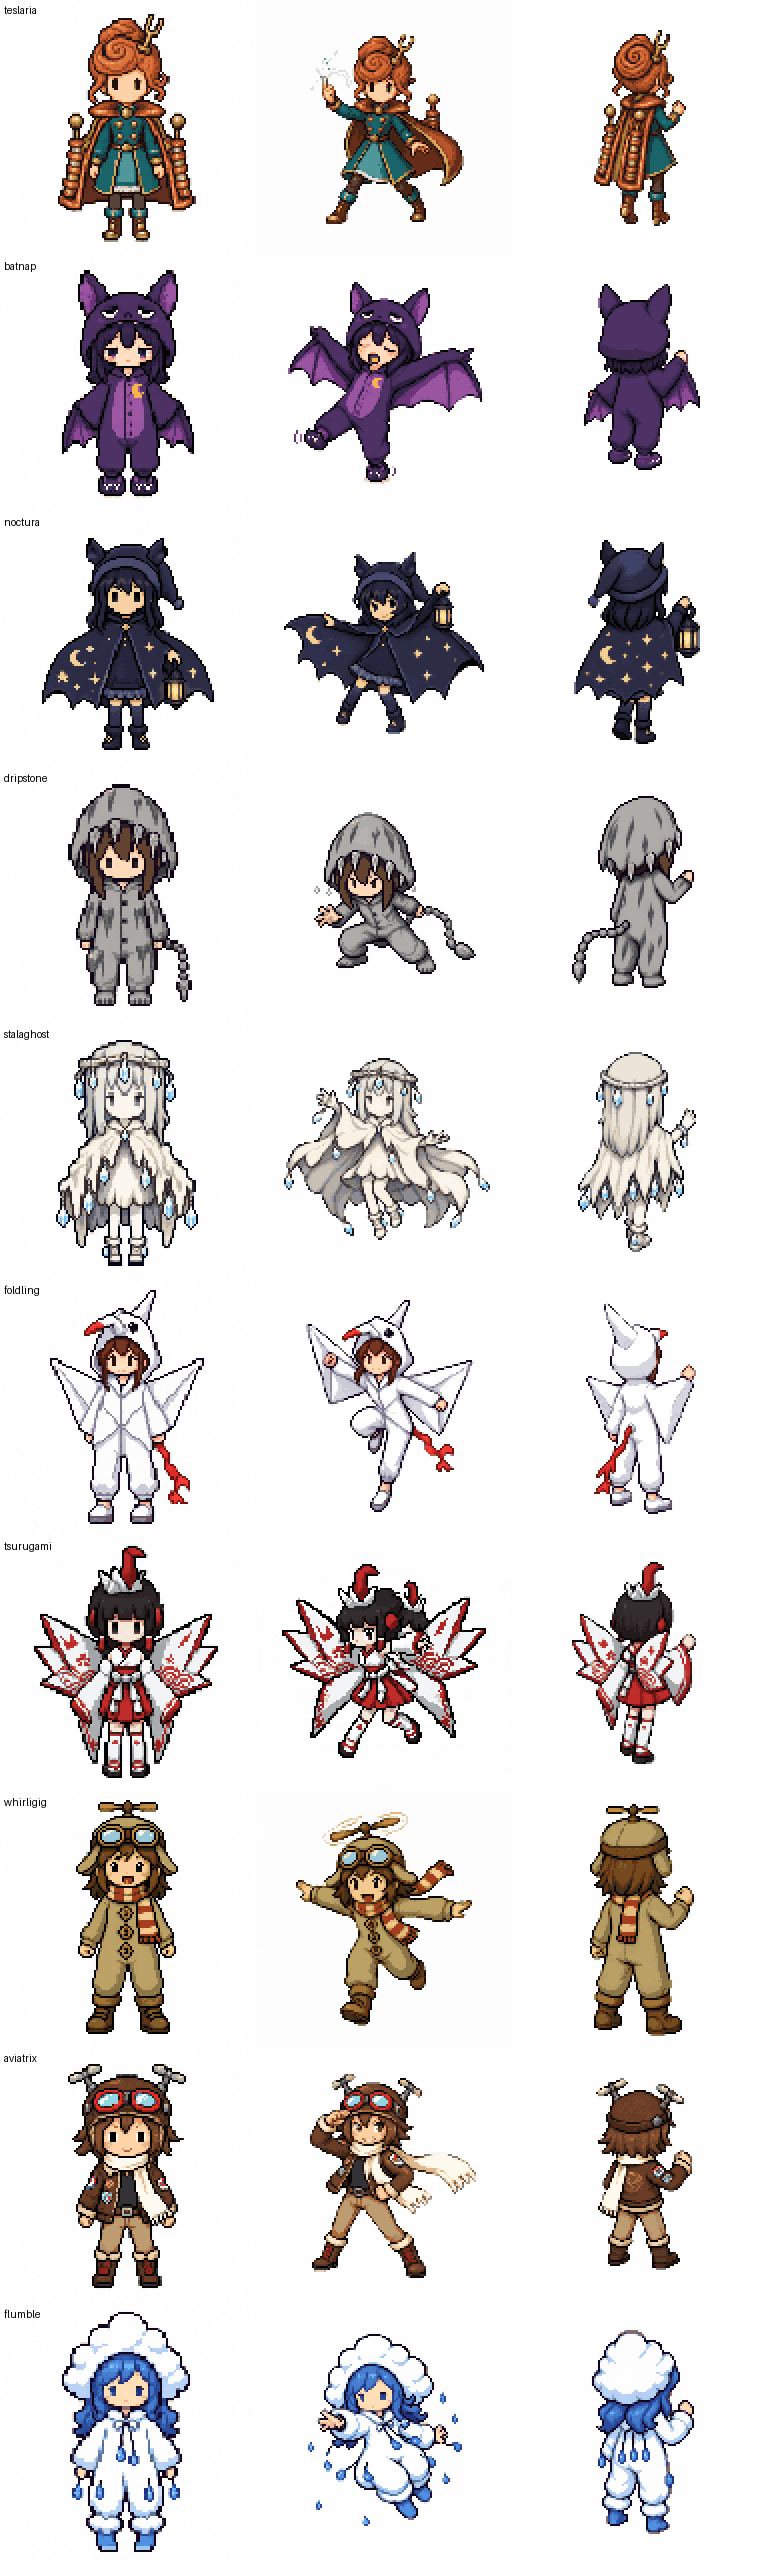 teslaria
batnap
noctura
dripstone
stalaghost
foldling
tsurugami
whirligig
aviatrix
flumble